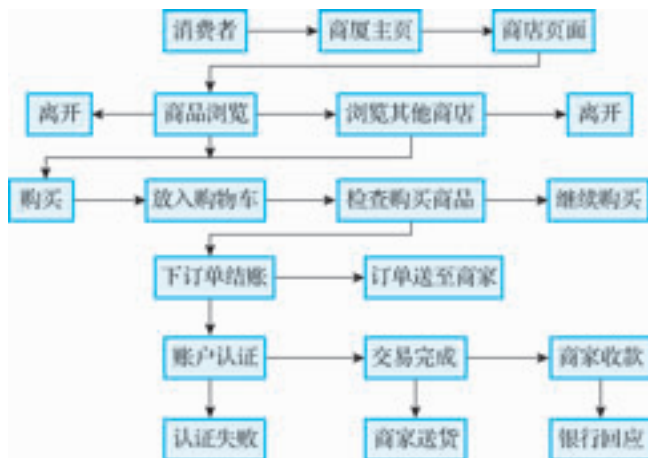 消费者 商厦主页 商店页面
离开 商品浏览 浏览其他商店 离开
购买 放入购物车 检查购买商品 继续购买
下订单结账 订单送至商家
账户认证 交易完成 商家收款
认证失败 商家送货 银行回应